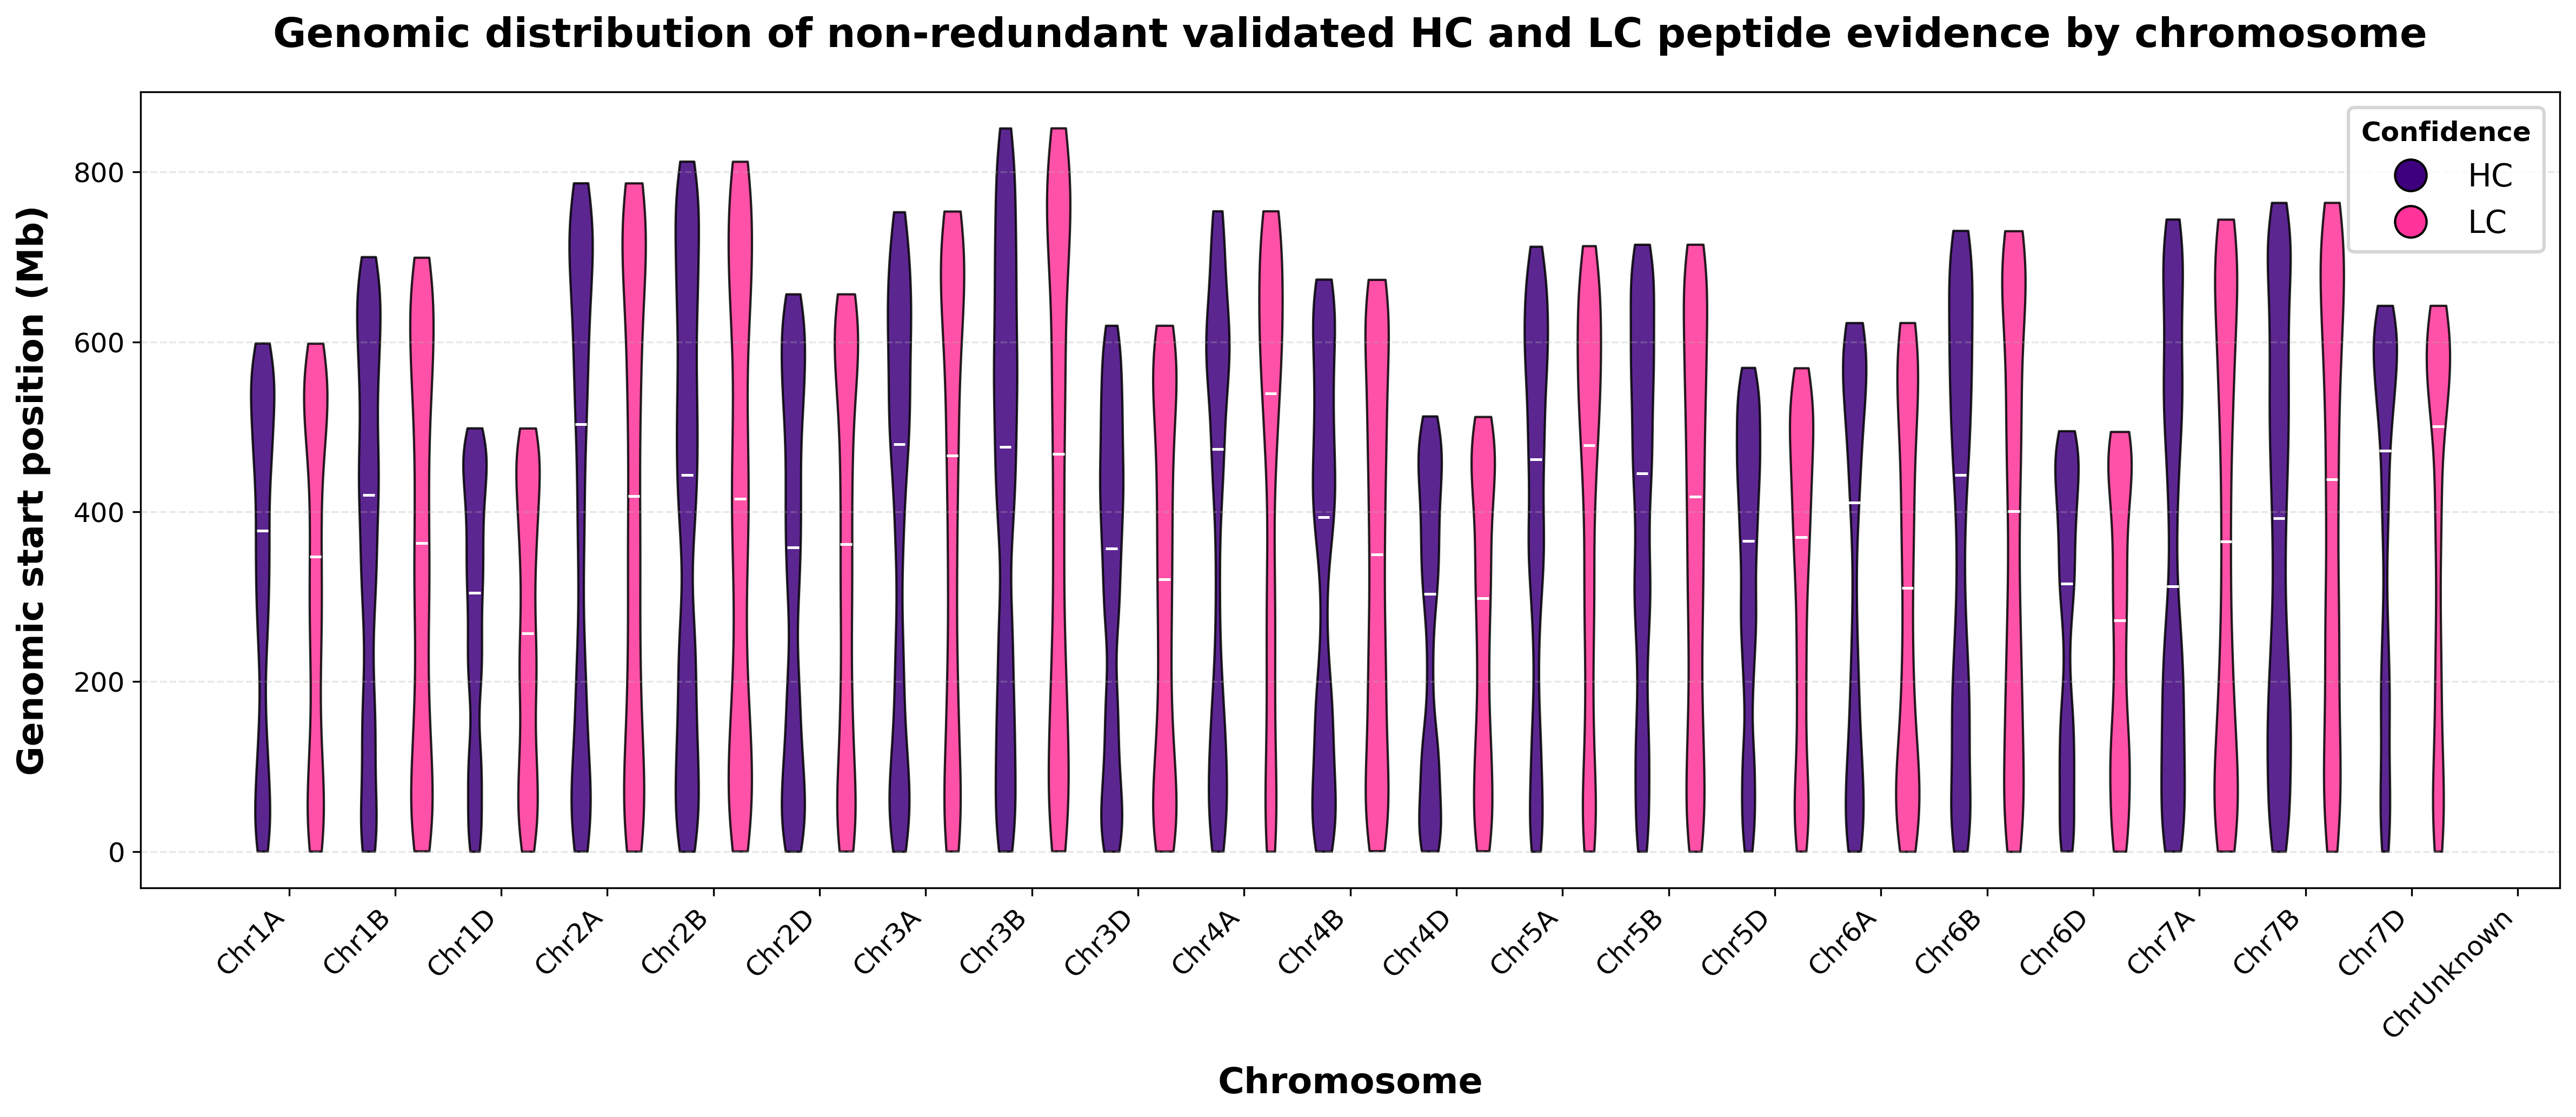 Genomic distribution of non-redundant validated HC and LC peptide evidence by chromosome
Genomic start position (Mb)
800
600
400
200
0
Confidence
HC
LC
Chr1A
Chr1B
Chr1D
Chr2A
Chr2B
Chr2D
Chr3A
Chr3B
Chr3D
Chr4A
Chr4B
Chr4D
Chr5A
Chr5B
Chr5D
Chr6A
Chr6B
Chr6D
Chr7A
Chr7B
Chr7D
ChrUnknown
Chromosome